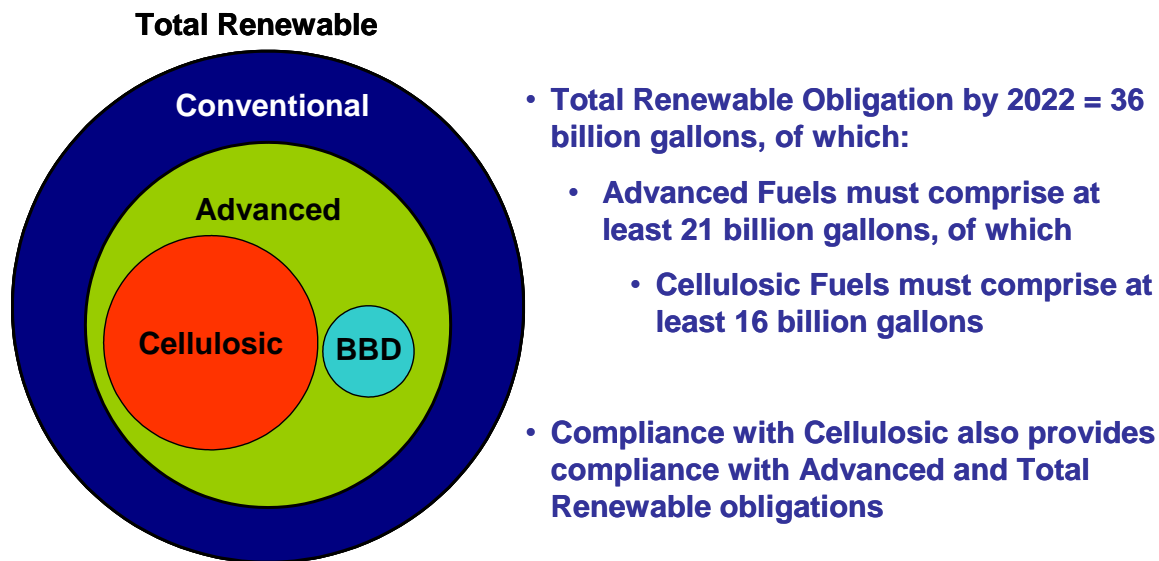 Total Renewable
Conventional
Advanced
Cellulosic
BBD
• Total Renewable Obligation by 2022 = 36
billion gallons, of which:
• Advanced Fuels must comprise at
least 21 billion gallons, of which
• Cellulosic Fuels must comprise at
least 16 billion gallons
• Compliance with Cellulosic also provides
compliance with Advanced and Total
Renewable obligations